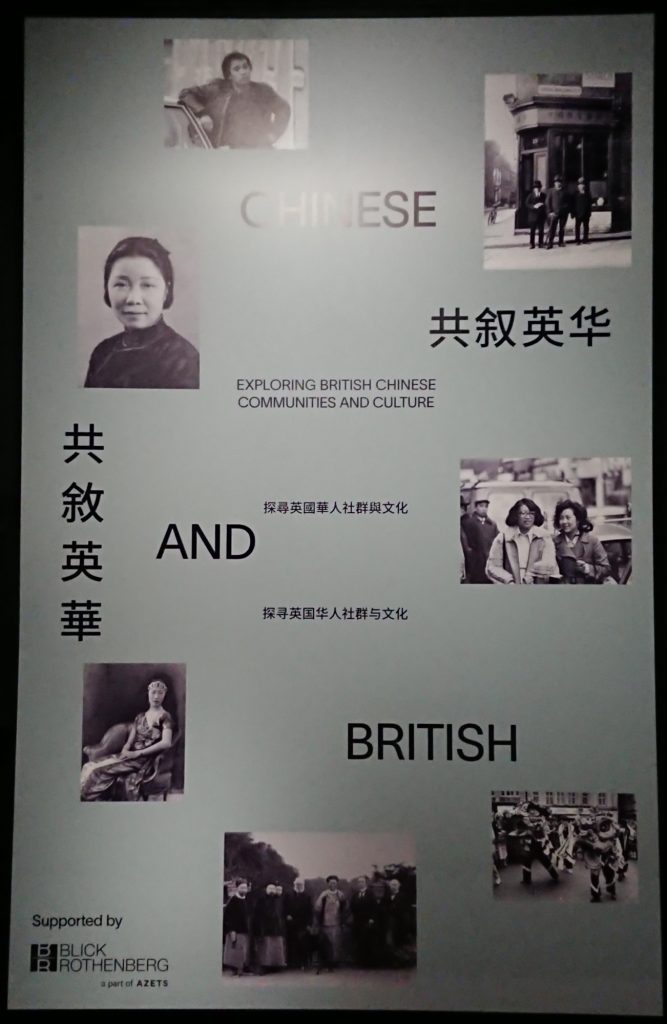 CHINESE
共叙英华
EXPLORING BRITISH CHINESE
COMMUNITIES AND CULTURE
共敘英華
探尋英國華人社群與文化
AND
探寻英国华人社群与文化
BRITISH
Supported by
BLICK
ROTHENBERG
a part of AZETS